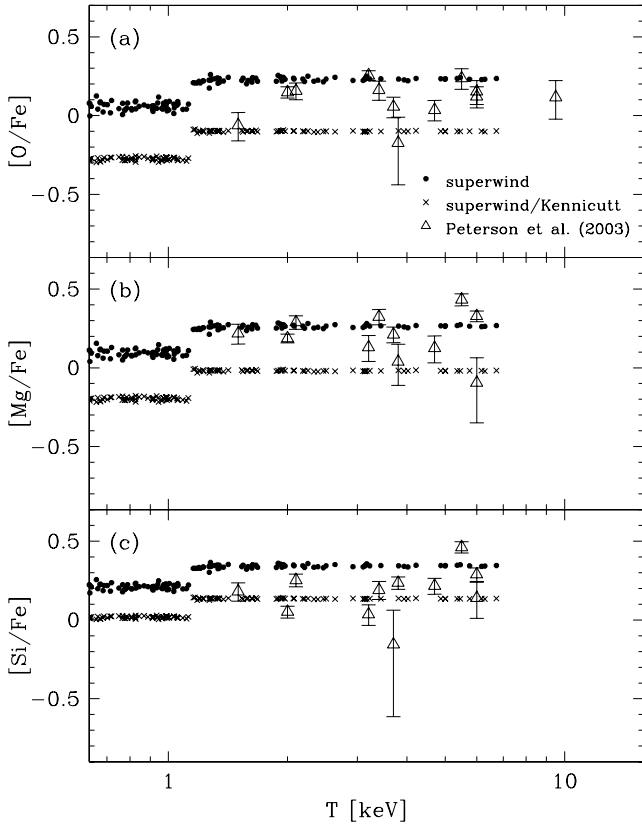 (a)
0.5
0
−0.5
[O/Fe]
superwind
superwind/Kennicutt
Peterson et al. (2003)
(b)
0.5
0
−0.5
[Mg/Fe]
(c)
0.5
0
−0.5
[Si/Fe]
1
10
T [keV]